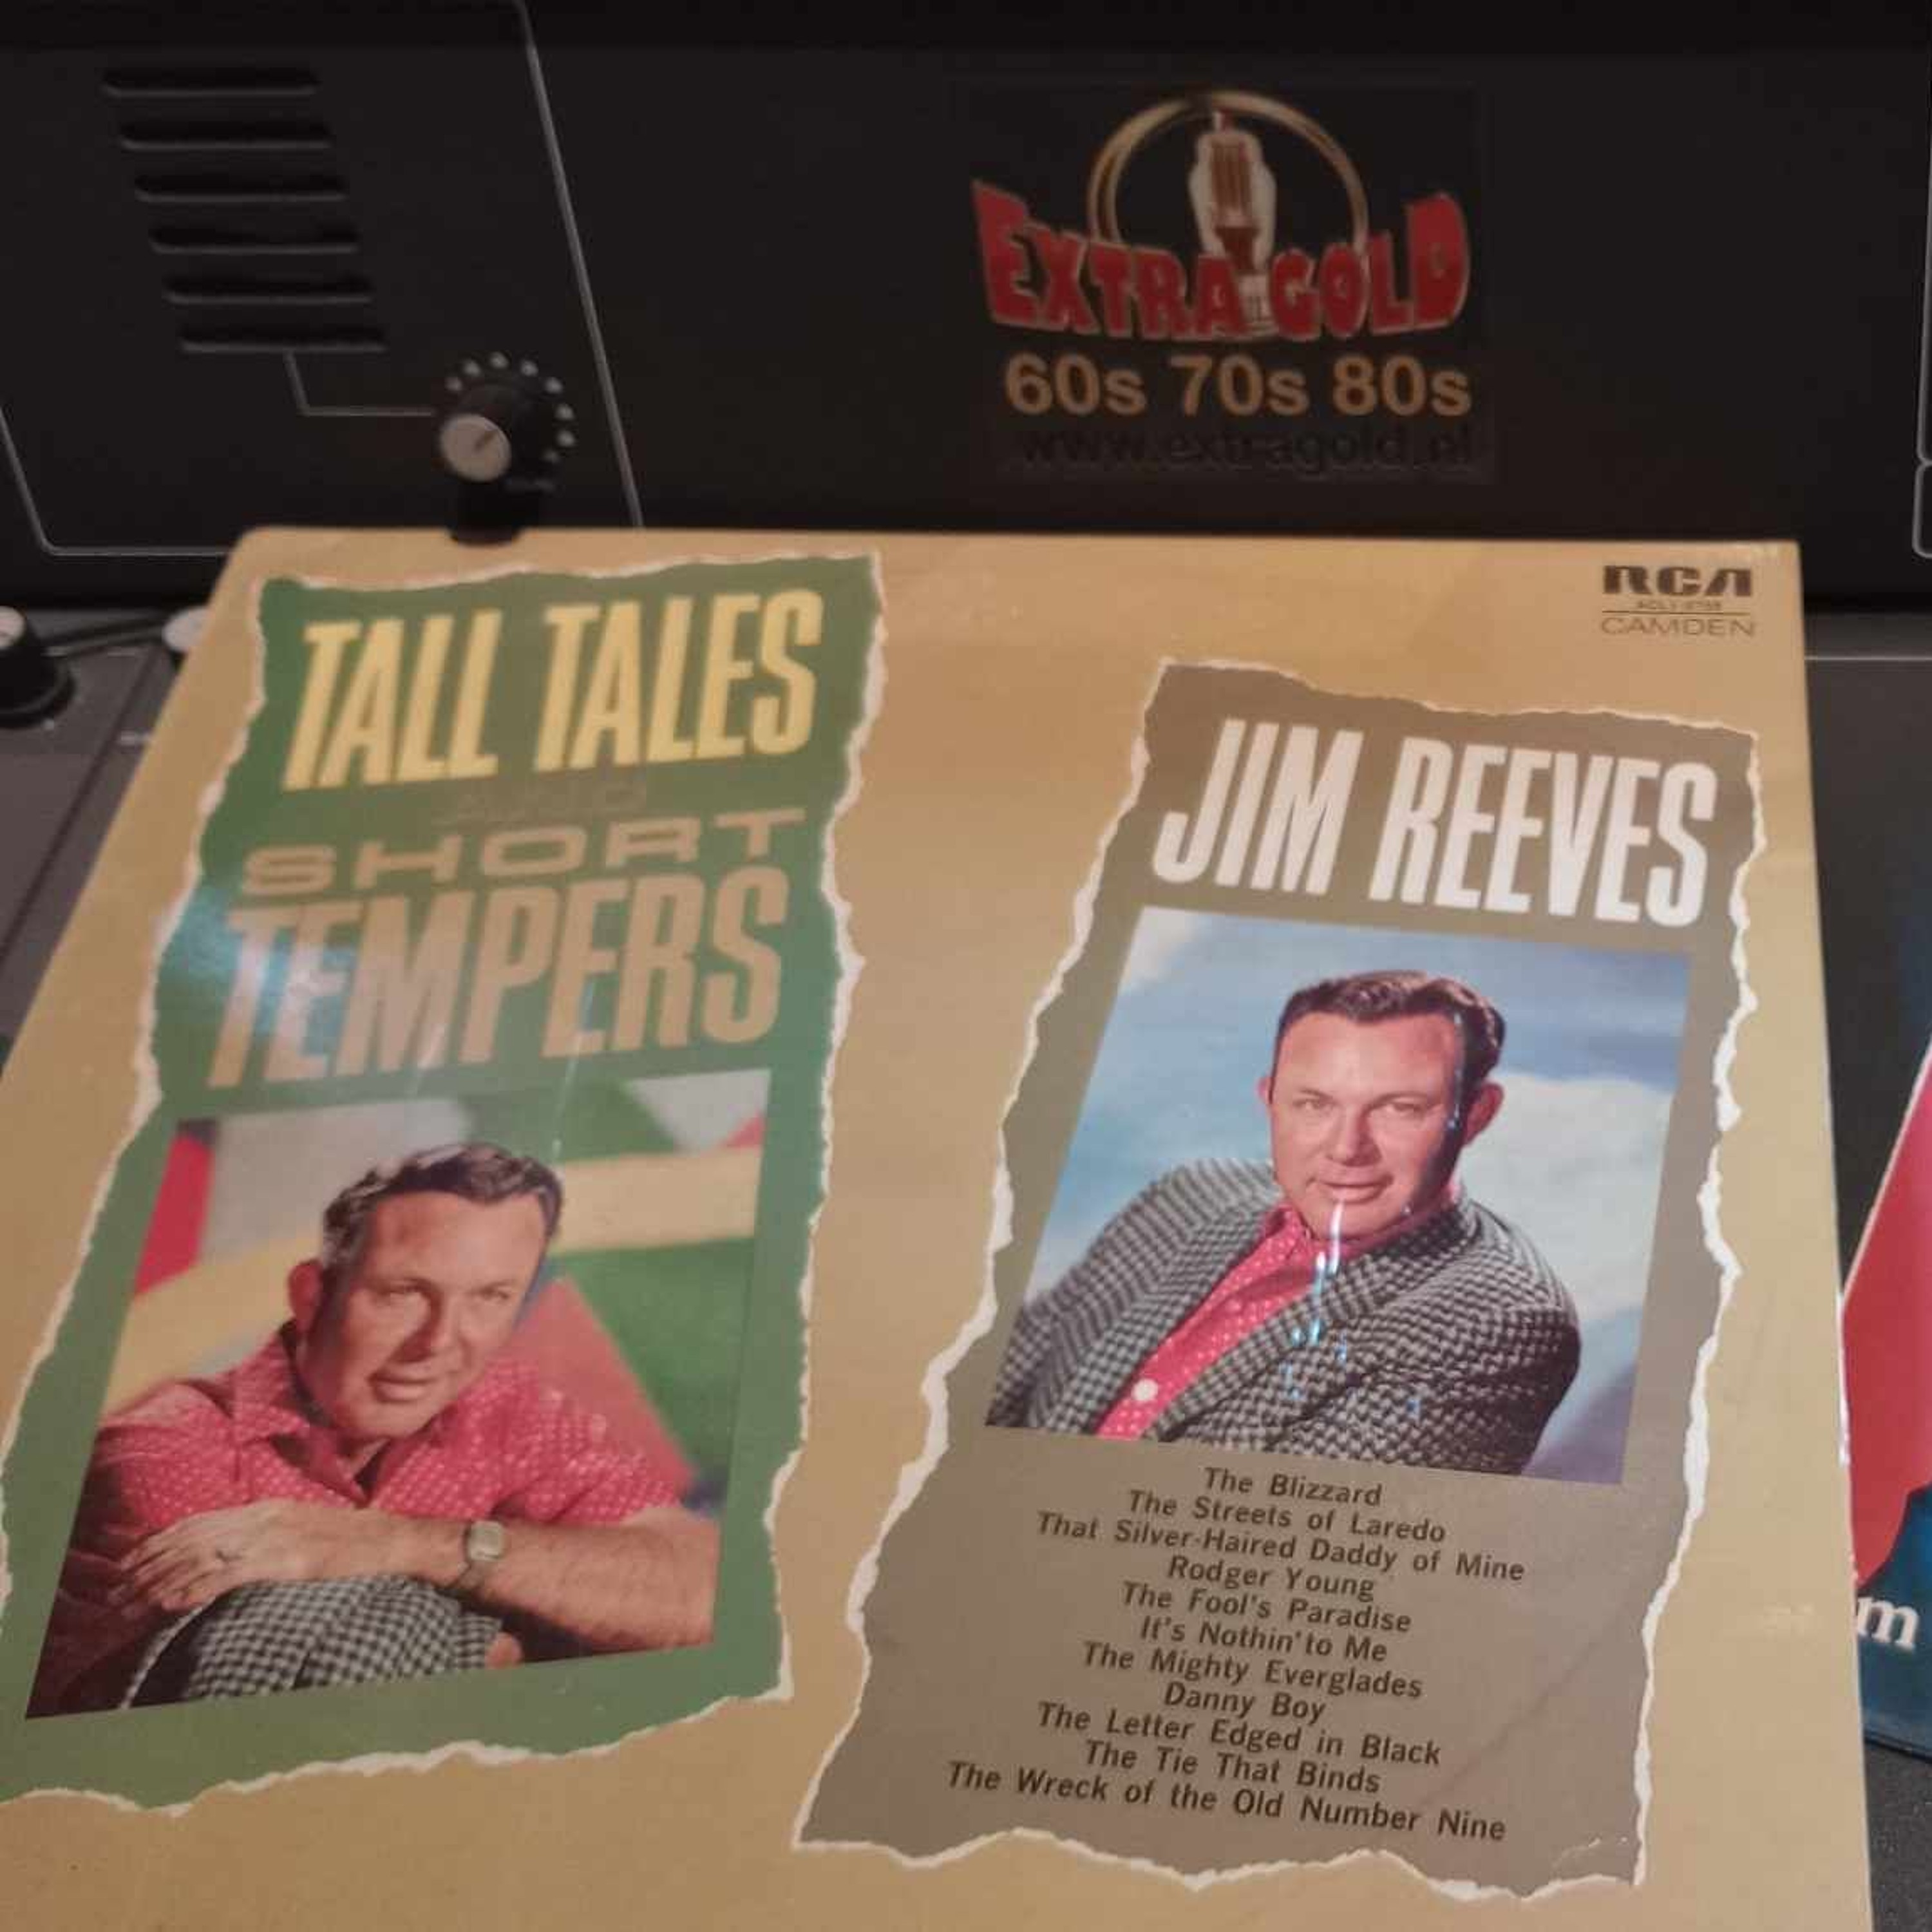 EXTRA GOLD
60s 70s 80s
www.extragold.nl
RCA
CAMDEN
TALL TALES
AND
SHORT
TEMPERS
JIM REEVES
The Blizzard
The Streets of Laredo
That Silver-Haired Daddy of Mine
Rodger Young
The Fool's Paradise
It's Nothin' to Me
The Mighty Everglades
Danny Boy
The Letter Edged in Black
The Tie That Binds
The Wreck of the Old Number Nine
m